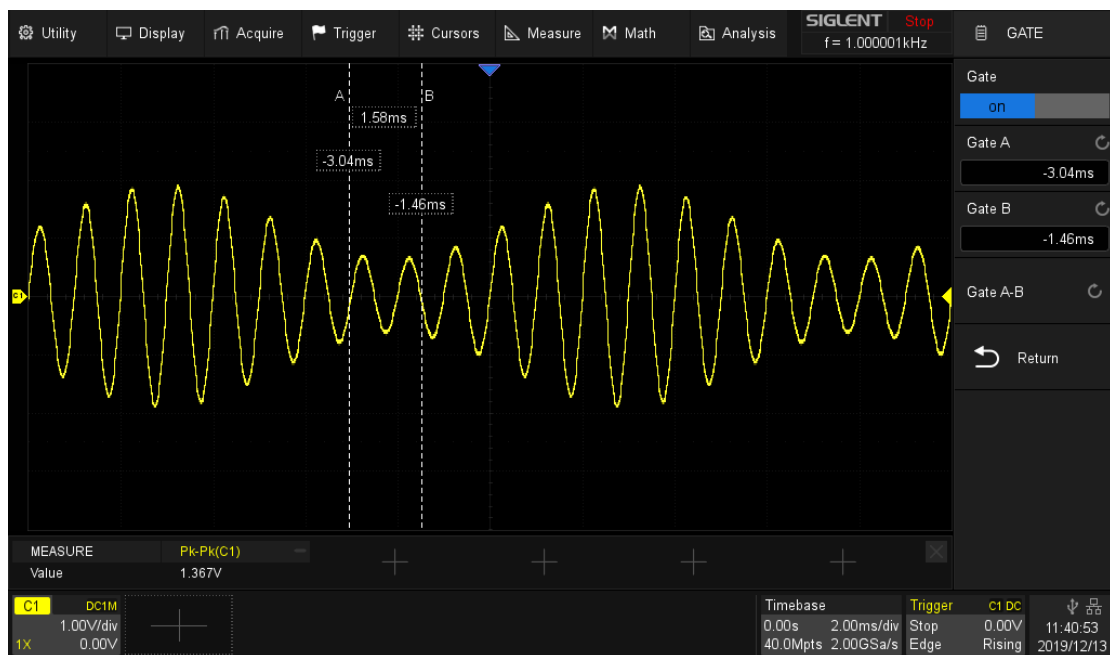 Utility Display Acquire Trigger Cursors Measure Math Analysis
SIGLENT Stop
f = 1.000001kHz
GATE
Gate
on
Gate A
-3.04ms
Gate B
-1.46ms
Gate A-B
Return
A B
1.58ms
-3.04ms
-1.46ms
C1
MEASURE Pk-Pk(C1)
Value 1.367V
C1 DC1M
1.00V/div
1X 0.00V
Timebase
0.00s 2.00ms/div
40.0Mpts 2.00GSa/s
Trigger C1 DC
Stop 0.00V
Edge Rising
11:40:53
2019/12/13